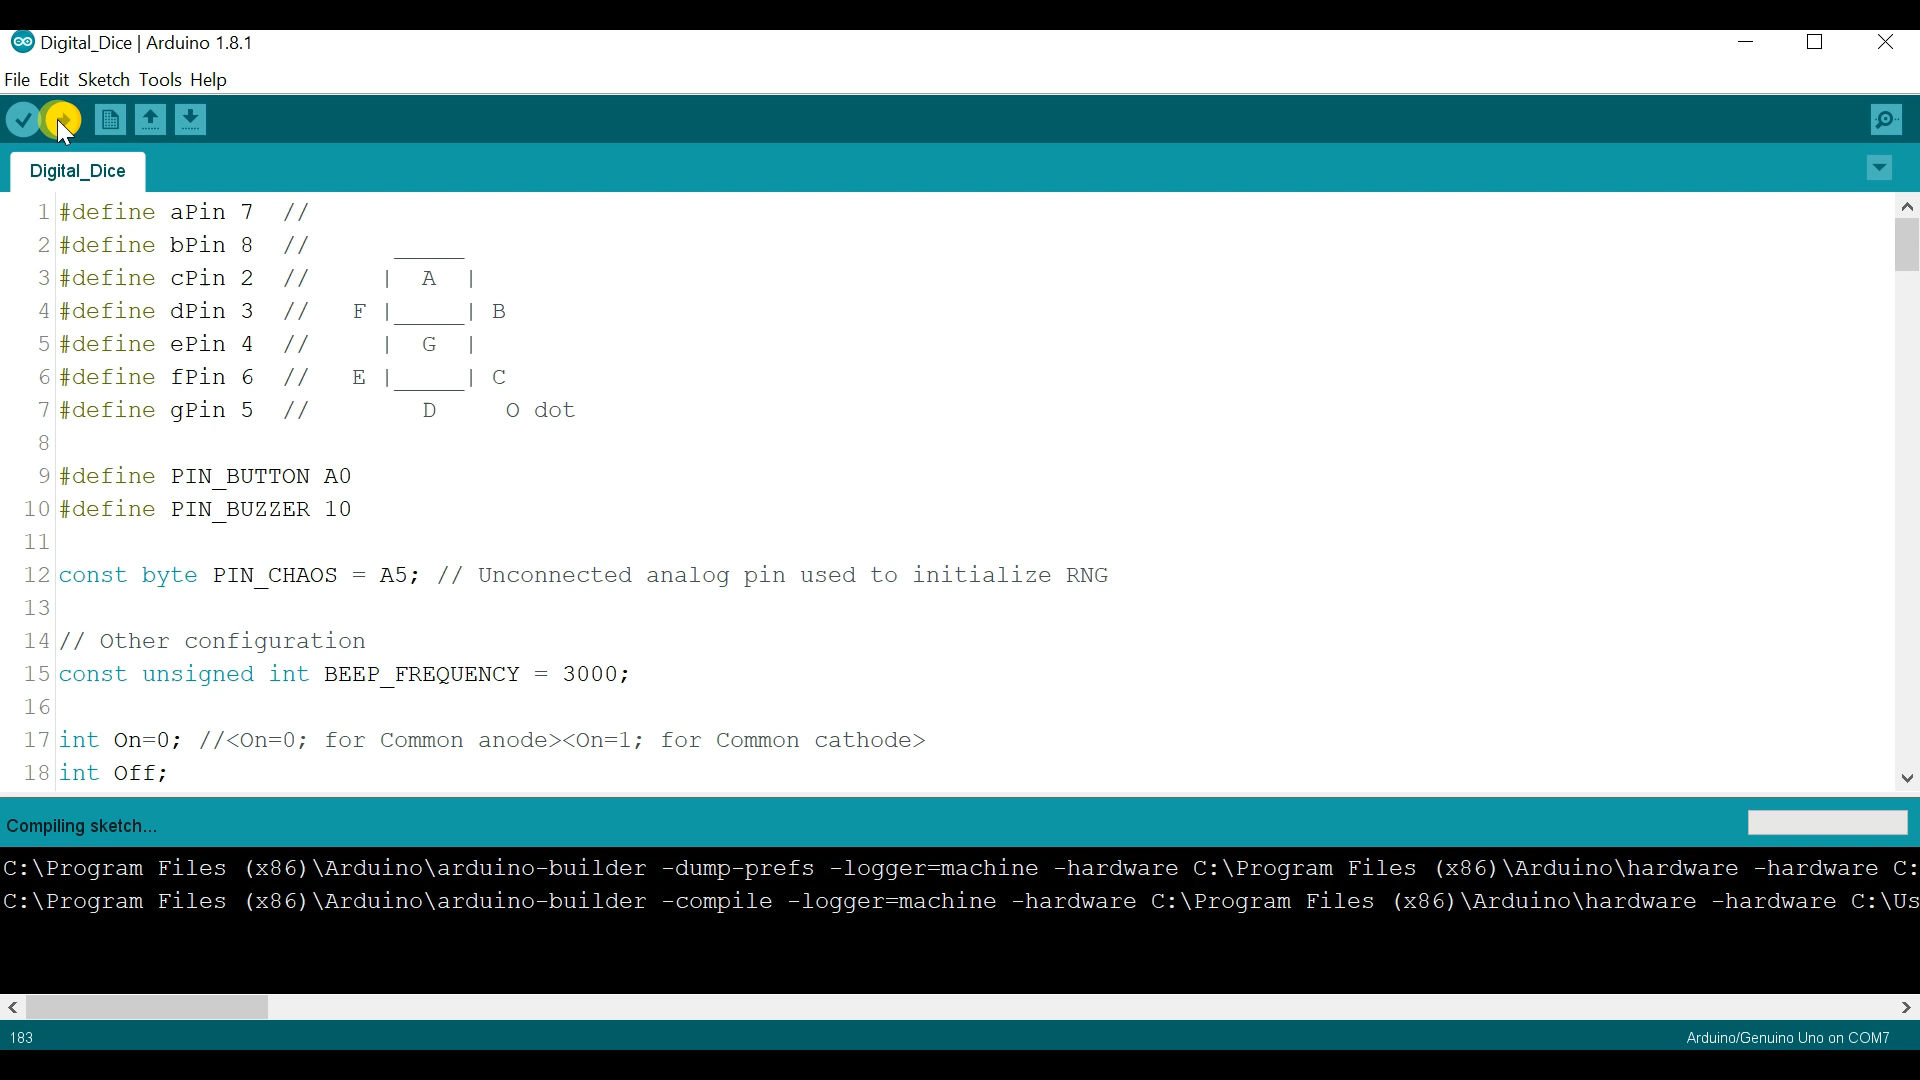 Digital_Dice | Arduino 1.8.1
File Edit Sketch Tools Help
Digital_Dice
1 #define aPin 7  //
2 #define bPin 8  //      _____
3 #define cPin 2  //     |  A  |
4 #define dPin 3  //   F |_____| B
5 #define ePin 4  //     |  G  |
6 #define fPin 6  //   E |_____| C
7 #define gPin 5  //        D     O dot
8
9 #define PIN_BUTTON A0
10 #define PIN_BUZZER 10
11
12 const byte PIN_CHAOS = A5; // Unconnected analog pin used to initialize RNG
13
14 // Other configuration
15 const unsigned int BEEP_FREQUENCY = 3000;
16
17 int On=0; //<On=0; for Common anode><On=1; for Common cathode>
18 int Off;
Compiling sketch...
C:\Program Files (x86)\Arduino\arduino-builder -dump-prefs -logger=machine -hardware C:\Program Files (x86)\Arduino\hardware -hardware C:
C:\Program Files (x86)\Arduino\arduino-builder -compile -logger=machine -hardware C:\Program Files (x86)\Arduino\hardware -hardware C:\Us
183
Arduino/Genuino Uno on COM7